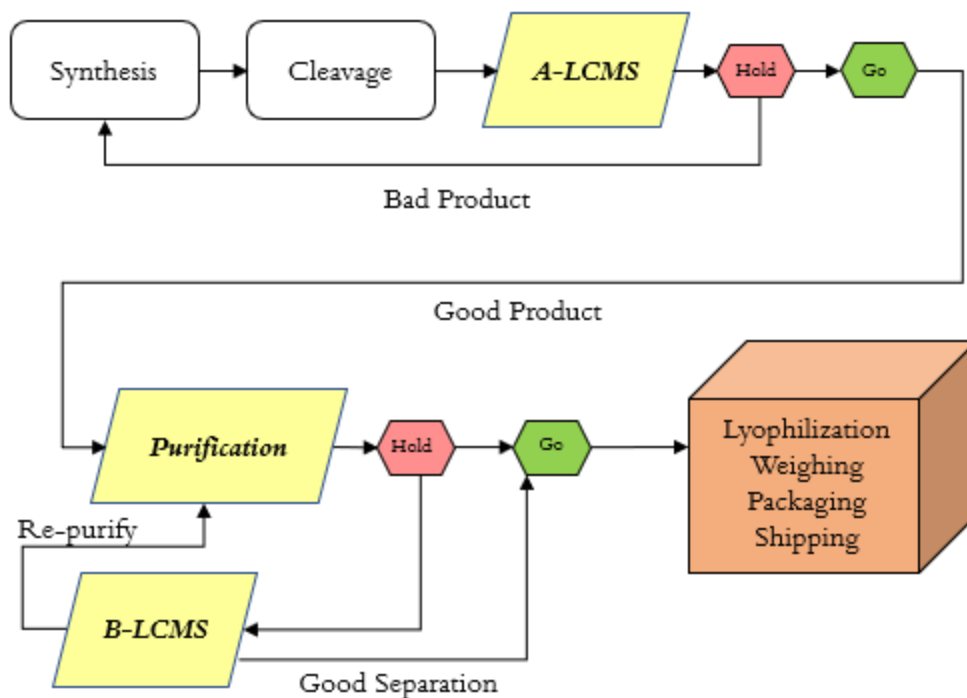 Synthesis
Cleavage
A-LCMS
Hold
Go
Bad Product
Good Product
Purification
Hold
Go
Lyophilization
Weighing
Packaging
Shipping
Re-purify
B-LCMS
Good Separation